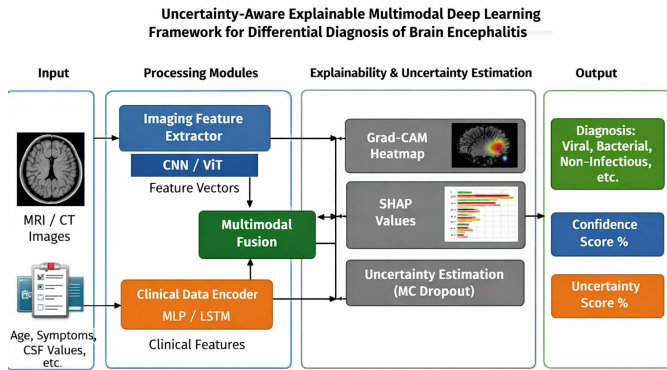 Uncertainty-Aware Explainable Multimodal Deep Learning
Framework for Differential Diagnosis of Brain Encephalitis
Input
Processing Modules
Explainability & Uncertainty Estimation
Output
MRI / CT
Images
Age, Symptoms,
CSF Values,
etc.
Imaging Feature
Extractor
CNN / ViT
Feature Vectors
Multimodal
Fusion
Clinical Data Encoder
MLP / LSTM
Clinical Features
Grad-CAM
Heatmap
SHAP
Values
Uncertainty Estimation
(MC Dropout)
Diagnosis:
Viral, Bacterial,
Non-Infectious,
etc.
Confidence
Score %
Uncertainty
Score %